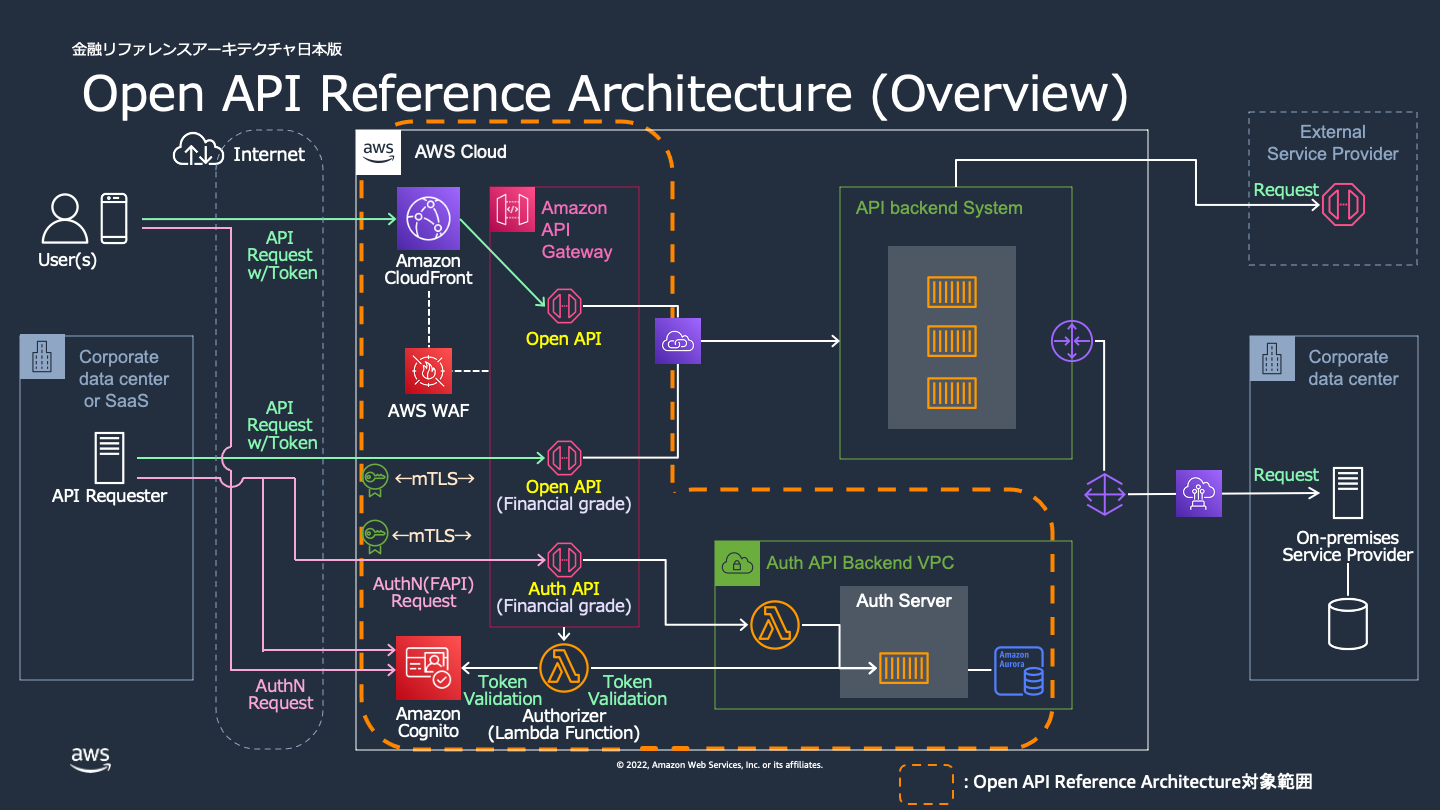 金融リファレンスアーキテクチャ日本版
Open API Reference Architecture (Overview)
Internet
aws
AWS Cloud
External
Service Provider
Request
User(s)
API
Request
w/Token
Amazon
CloudFront
Amazon
API
Gateway
Open API
API backend System
AWS WAF
Corporate
data center
or SaaS
API Requester
API
Request
w/Token
←mTLS→
Open API
(Financial grade)
←mTLS→
AuthN(FAPI)
Request
Auth API
(Financial grade)
Corporate
data center
Request
On-premises
Service Provider
Auth API Backend VPC
Auth Server
Amazon
Aurora
AuthN
Request
Amazon
Cognito
Token
Validation
Token
Validation
Authorizer
(Lambda Function)
aws
© 2022, Amazon Web Services, Inc. or its affiliates.
: Open API Reference Architecture対象範囲